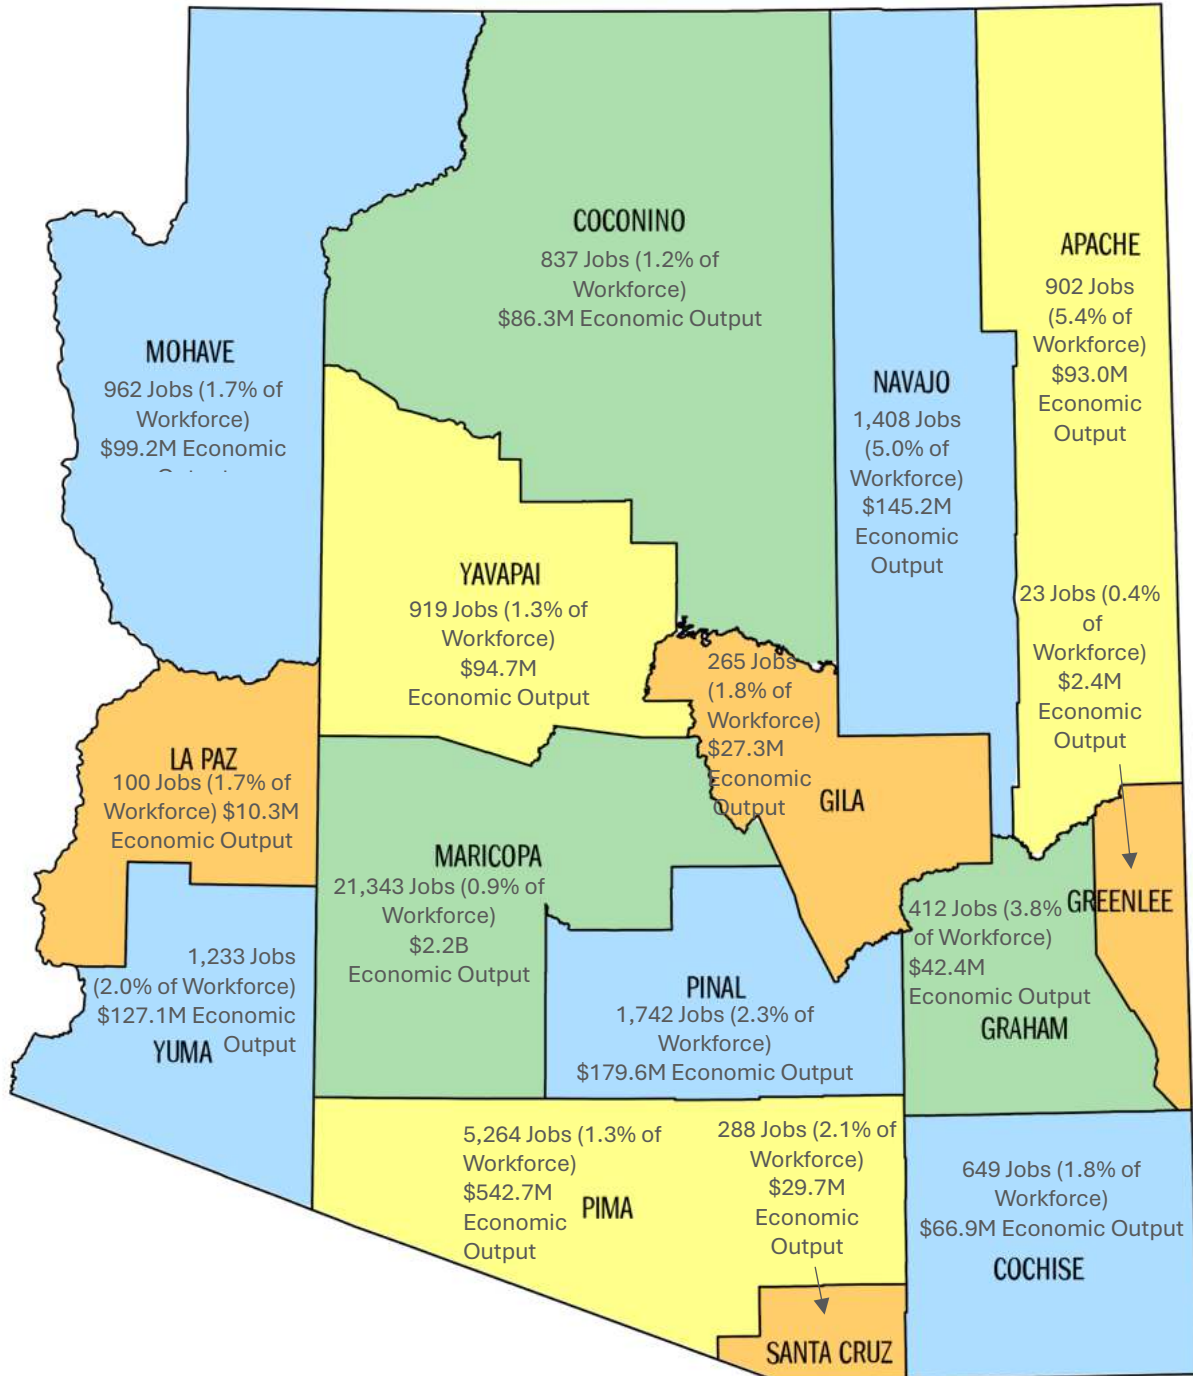 COCONINO
837 Jobs (1.2% of
Workforce)
$86.3M Economic Output
APACHE
902 Jobs
(5.4% of
Workforce)
$93.0M
Economic
Output
MOHAVE
962 Jobs (1.7% of
Workforce)
$99.2M Economic
NAVAJO
1,408 Jobs
(5.0% of
Workforce)
$145.2M
Economic
Output
YAVAPAI
919 Jobs (1.3% of
Workforce)
$94.7M
Economic Output
23 Jobs (0.4%
of
Workforce)
$2.4M
Economic
Output
265 Jobs
(1.8% of
Workforce)
$27.3M
Economic
Output
GILA
LA PAZ
100 Jobs (1.7% of
Workforce) $10.3M
Economic Output
MARICOPA
21,343 Jobs (0.9% of
Workforce)
$2.2B
Economic Output
GREENLEE
412 Jobs (3.8%
of Workforce)
$42.4M
Economic Output
GRAHAM
1,233 Jobs
(2.0% of Workforce)
$127.1M Economic
Output
YUMA
PINAL
1,742 Jobs (2.3% of
Workforce)
$179.6M Economic Output
5,264 Jobs (1.3% of
Workforce)
$542.7M
Economic
Output
PIMA
288 Jobs (2.1% of
Workforce)
$29.7M
Economic
Output
SANTA CRUZ
649 Jobs (1.8% of
Workforce)
$66.9M Economic Output
COCHISE